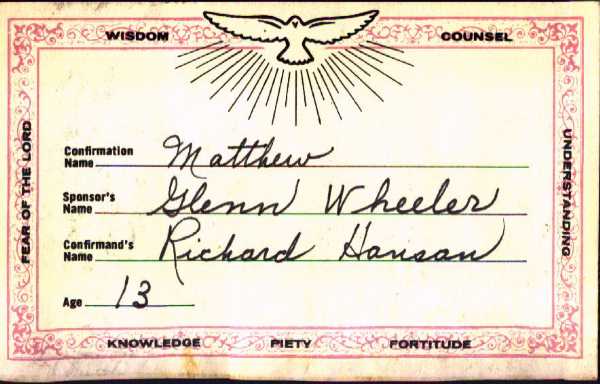 WISDOM COUNSEL
FEAR OF THE LORD
UNDERSTANDING
Confirmation
Name Matthew
Sponsor's
Name Glenn Wheeler
Confirmand's
Name Richard Hansan
Age 13
KNOWLEDGE PIETY FORTITUDE